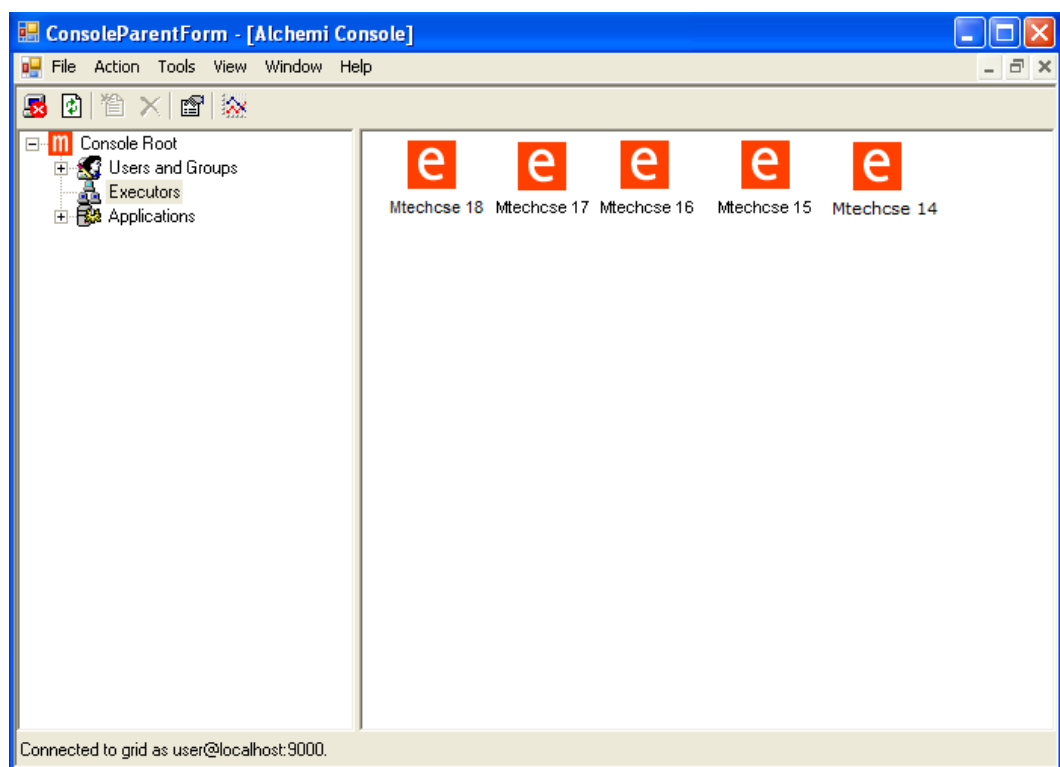 ConsoleParentForm - [Alchemi Console]
File Action Tools View Window Help
m Console Root
Users and Groups
Executors
Applications
e e e e e
Mtechcse 18 Mtechcse 17 Mtechcse 16 Mtechcse 15 Mtechcse 14
Connected to grid as user@localhost:9000.